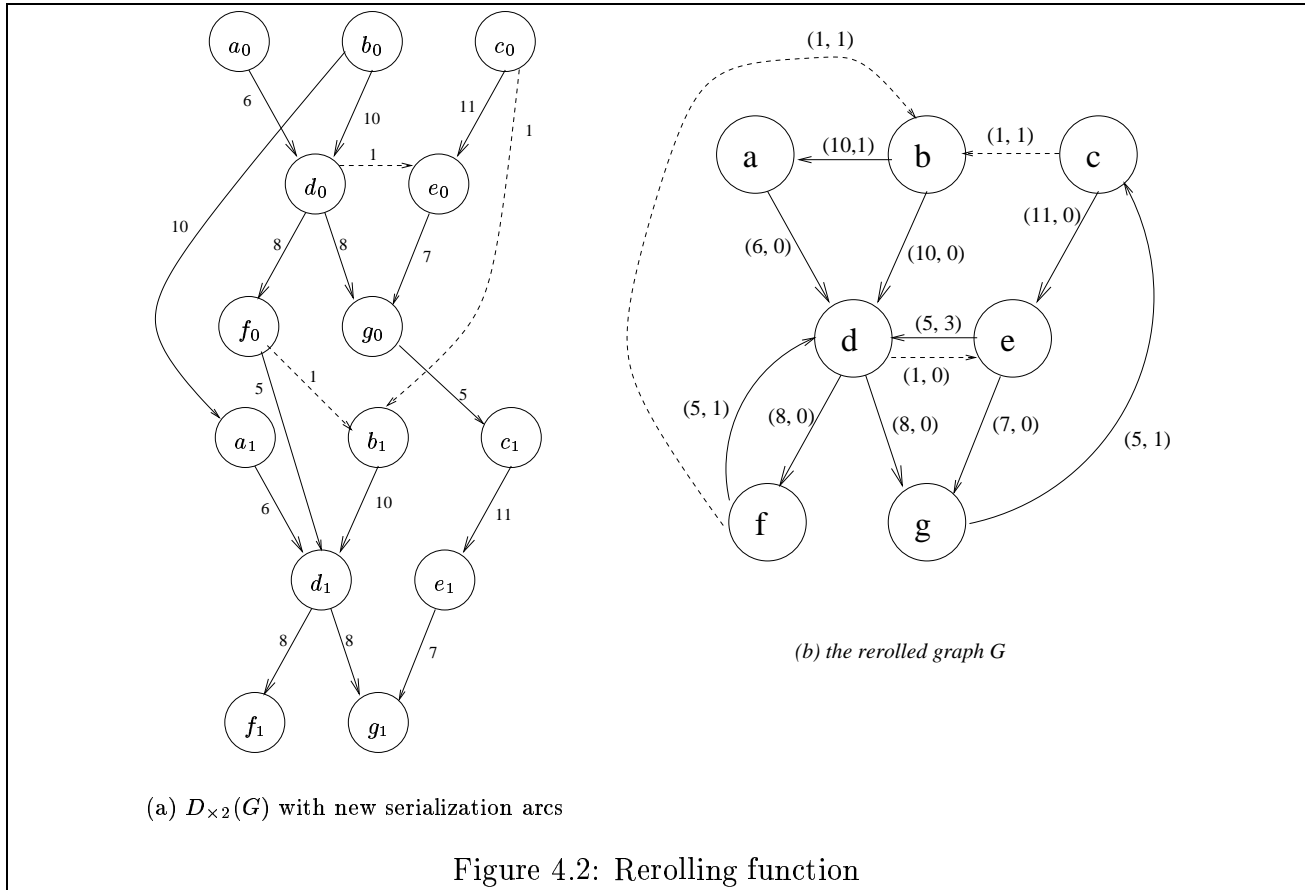 a0 b0 c0
6 10 11 1
1
d0 e0
10
8 8 7
f0 g0
1 5 5
a1 b1 c1
6 10 11
d1 e1
8 8 7
f1 g1
(a) D×2(G) with new serialization arcs
(1, 1)
a (10,1) b (1, 1) c
(6, 0) (10, 0) (11, 0)
d (5, 3) e
(1, 0)
(5, 1) (8, 0) (8, 0) (7, 0) (5, 1)
f g
(b) the rerolled graph G
Figure 4.2: Rerolling function